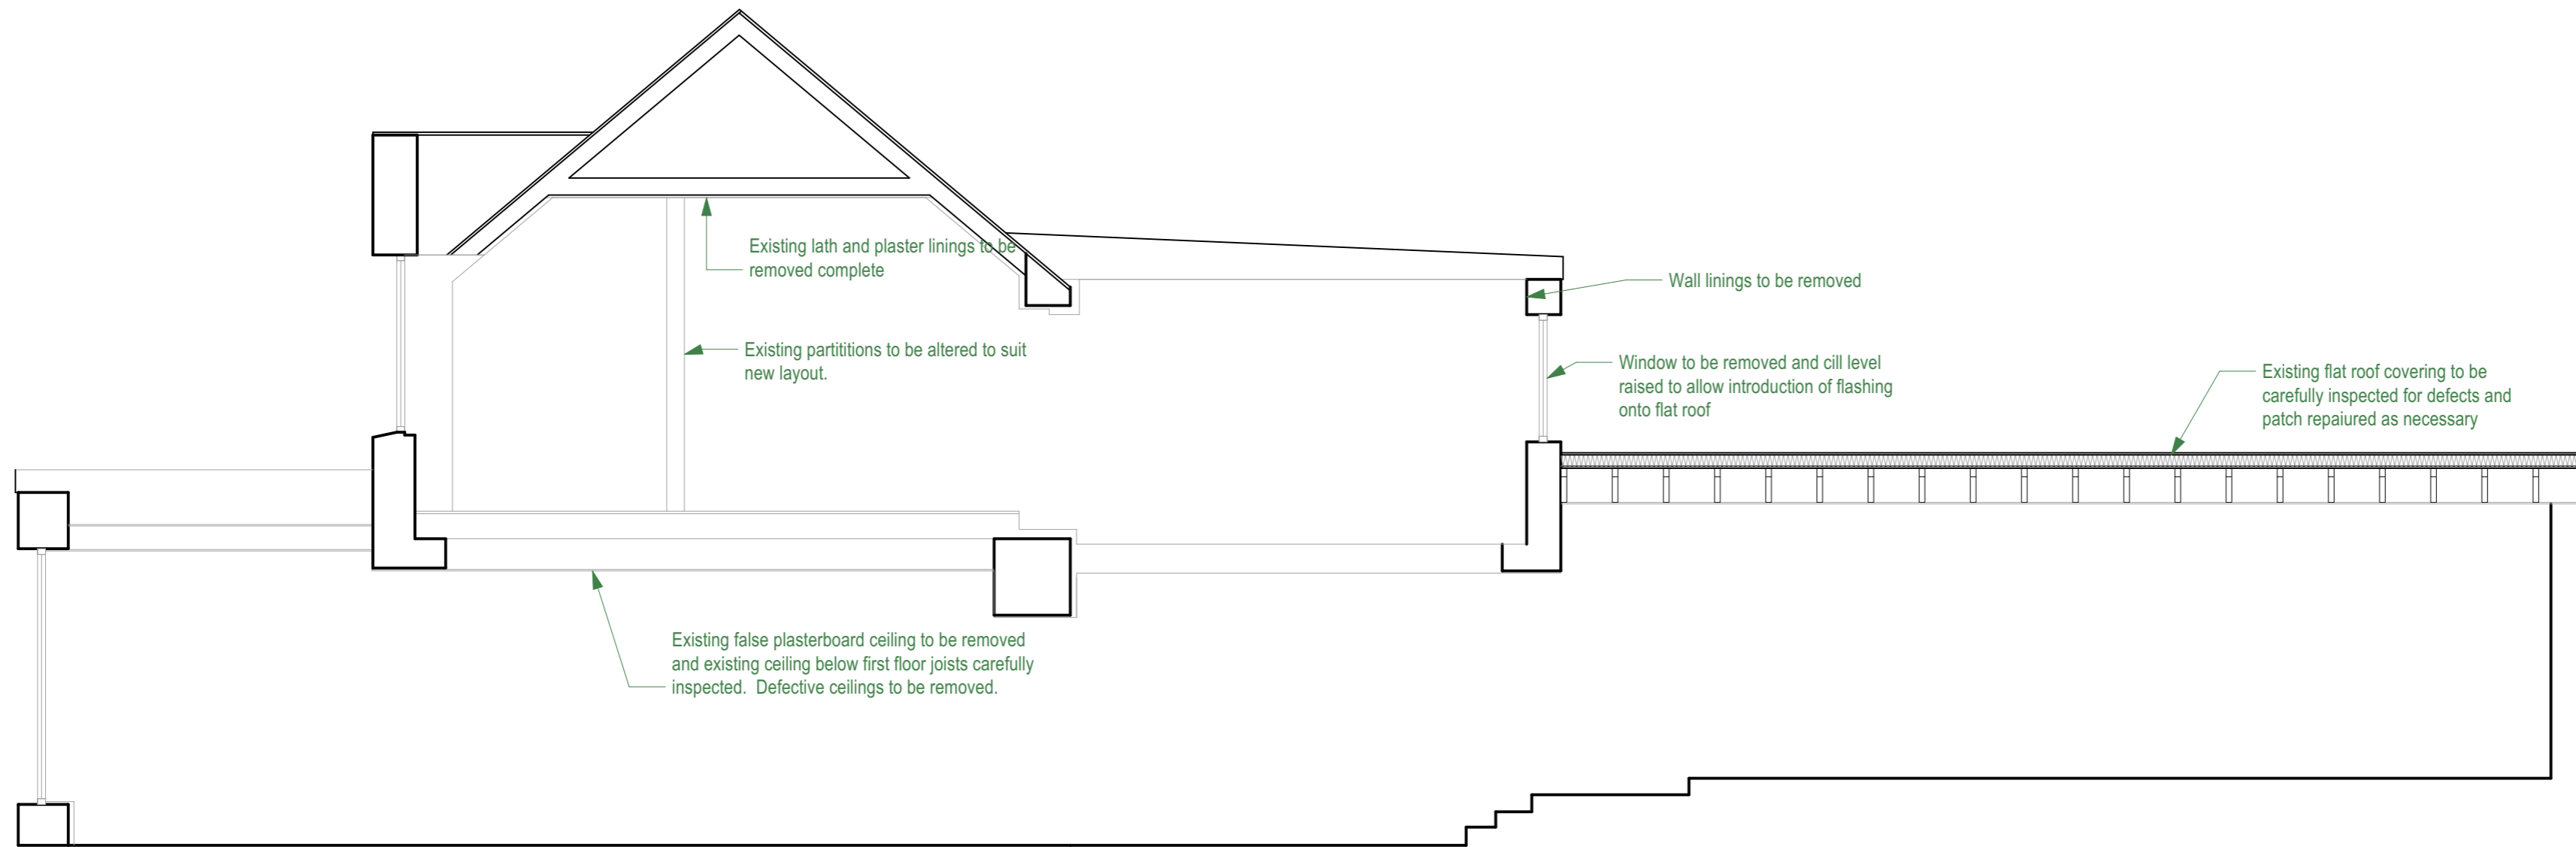 Existing lath and plaster linings to be
removed complete
Wall linings to be removed
Existing partititions to be altered to suit
new layout.
Window to be removed and cill level
raised to allow introduction of flashing
onto flat roof
Existing flat roof covering to be
carefully inspected for defects and
patch repaiured as necessary
Existing false plasterboard ceiling to be removed
and existing ceiling below first floor joists carefully
inspected.  Defective ceilings to be removed.